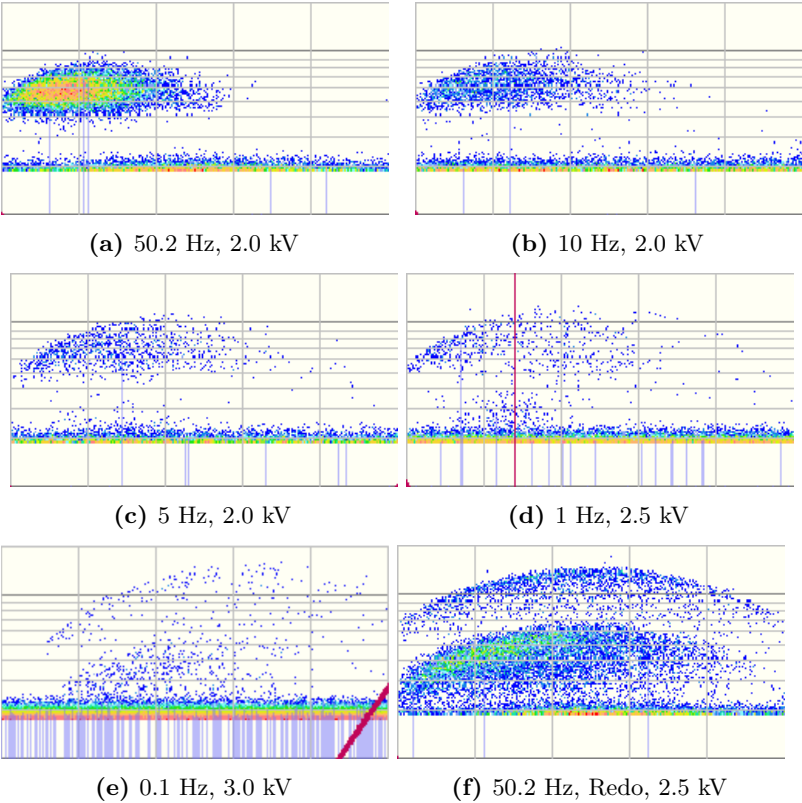 (a) 50.2 Hz, 2.0 kV
(b) 10 Hz, 2.0 kV
(c) 5 Hz, 2.0 kV
(d) 1 Hz, 2.5 kV
(e) 0.1 Hz, 3.0 kV
(f) 50.2 Hz, Redo, 2.5 kV